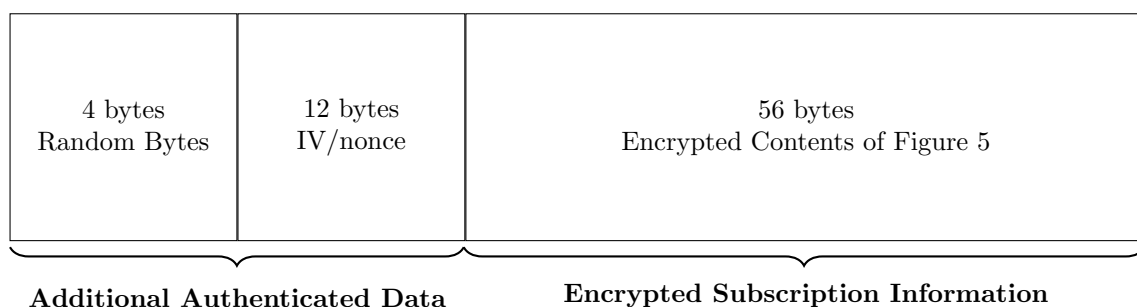 4 bytes
Random Bytes
12 bytes
IV/nonce
56 bytes
Encrypted Contents of Figure 5
Additional Authenticated Data
Encrypted Subscription Information